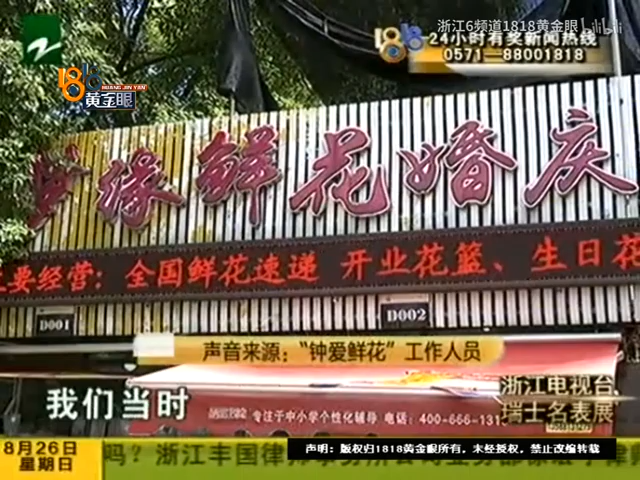 浙江6频道1818黄金眼 bilibili
24小时有奖新闻热线
0571—88001818
1818
HUANG JIN YAN
黄金眼
缘鲜花婚庆
主要经营：全国鲜花速递 开业花篮、生日花
D001
D002
声音来源：“钟爱鲜花”工作人员
浙江电视台
瑞士名表展
我们当时
专注于中小学个性化辅导 电话：400-666-131
8月26日
星期日
吗？浙江丰国律师事务所
声明：版权归1818黄金眼所有，未经授权，禁止改编转载